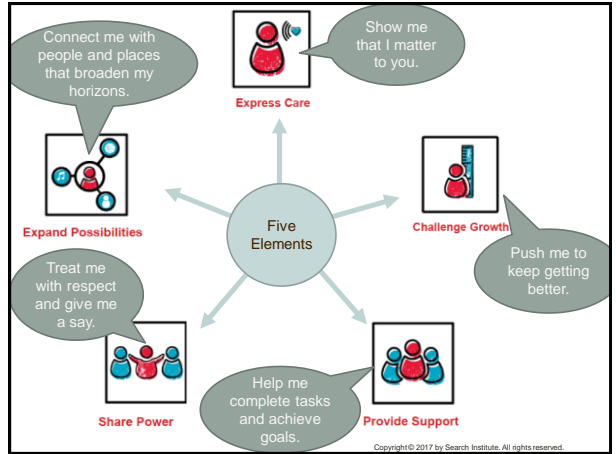 Connect me with
people and places
that broaden my
horizons.
Show me
that I matter
to you.
Express Care
Expand Possibilities
Five
Elements
Challenge Growth
Push me to
keep getting
better.
Treat me
with respect
and give me
a say.
Share Power
Help me
complete tasks
and achieve
goals.
Provide Support
Copyright © 2017 by Search Institute. All rights reserved.